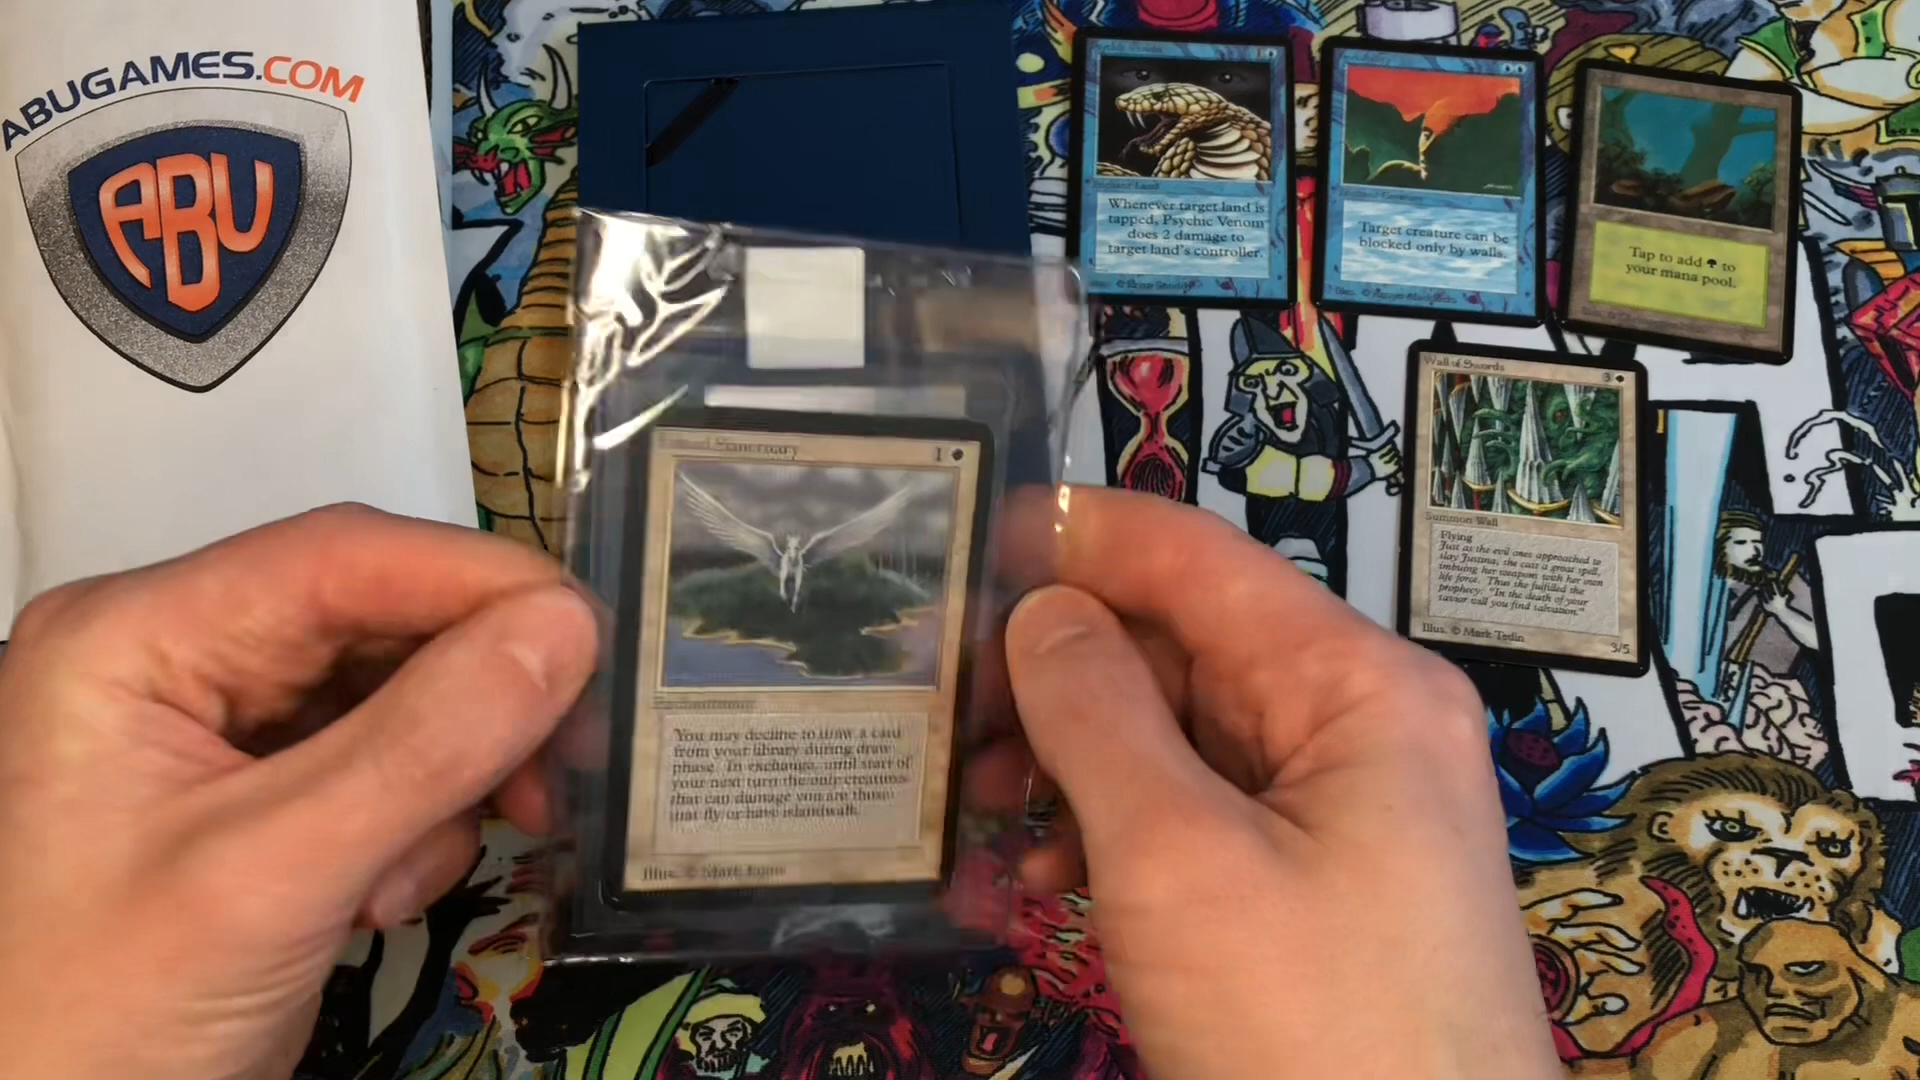 ABUGAMES.COM
ABU
Whenever target land is
tapped, Psychic Venom
does 2 damage to
target land's controller.
Target creature can be
blocked only by walls.
Tap to add to
your mana pool.
Wall of Swords 3
Summon Wall
Flying
Just as the evil ones approached to
slay Justina, she cast a great spell,
imbuing her weapons with her own
life force. Thus she fulfilled the
prophecy: "In the death of your
savior will you find salvation."
Illus. © Mark Tedin
3/5
1
You may decline to draw a card
from your library during draw
phase. In exchange, until start of
your next turn the only creatures
that can damage you are those
that fly or have islandwalk.
Illus. © Mark